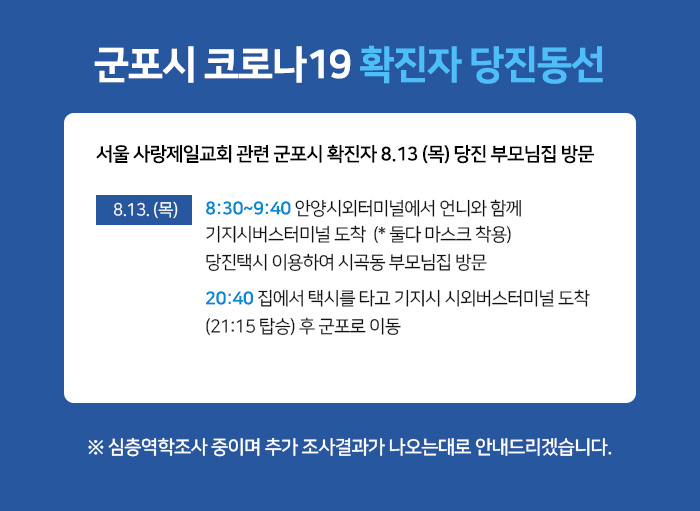 군포시 코로나19 확진자 당진동선
서울 사랑제일교회 관련 군포시 확진자 8.13 (목) 당진 부모님집 방문
8.13. (목)
8:30~9:40 안양시외터미널에서 언니와 함께
기지시버스터미널 도착 (* 둘다 마스크 착용)
당진택시 이용하여 시곡동 부모님집 방문
20:40 집에서 택시를 타고 기지시 시외버스터미널 도착
(21:15 탑승) 후 군포로 이동
※ 심층역학조사 중이며 추가 조사결과가 나오는대로 안내드리겠습니다.